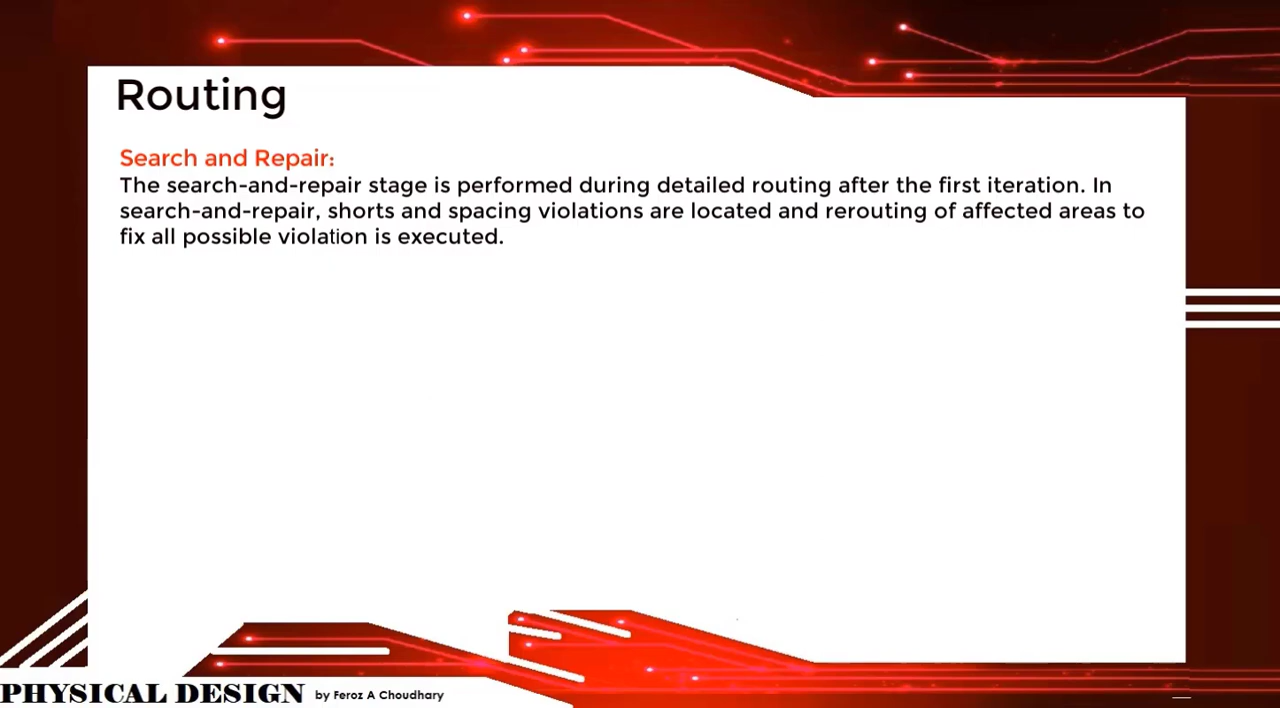 Routing
Search and Repair:
The search-and-repair stage is performed during detailed routing after the first iteration. In
search-and-repair, shorts and spacing violations are located and rerouting of affected areas to
fix all possible violation is executed.
PHYSICAL DESIGN by Feroz A Choudhary